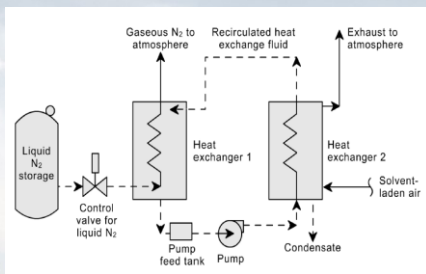 Gaseous N₂ to
atmosphere
Recirculated heat
exchange fluid
Exhaust to
atmosphere
Liquid
N₂
storage
Heat
exchanger 1
Heat
exchanger 2
Solvent-
laden air
Control
valve for
liquid N₂
Pump
feed tank
Pump
Condensate